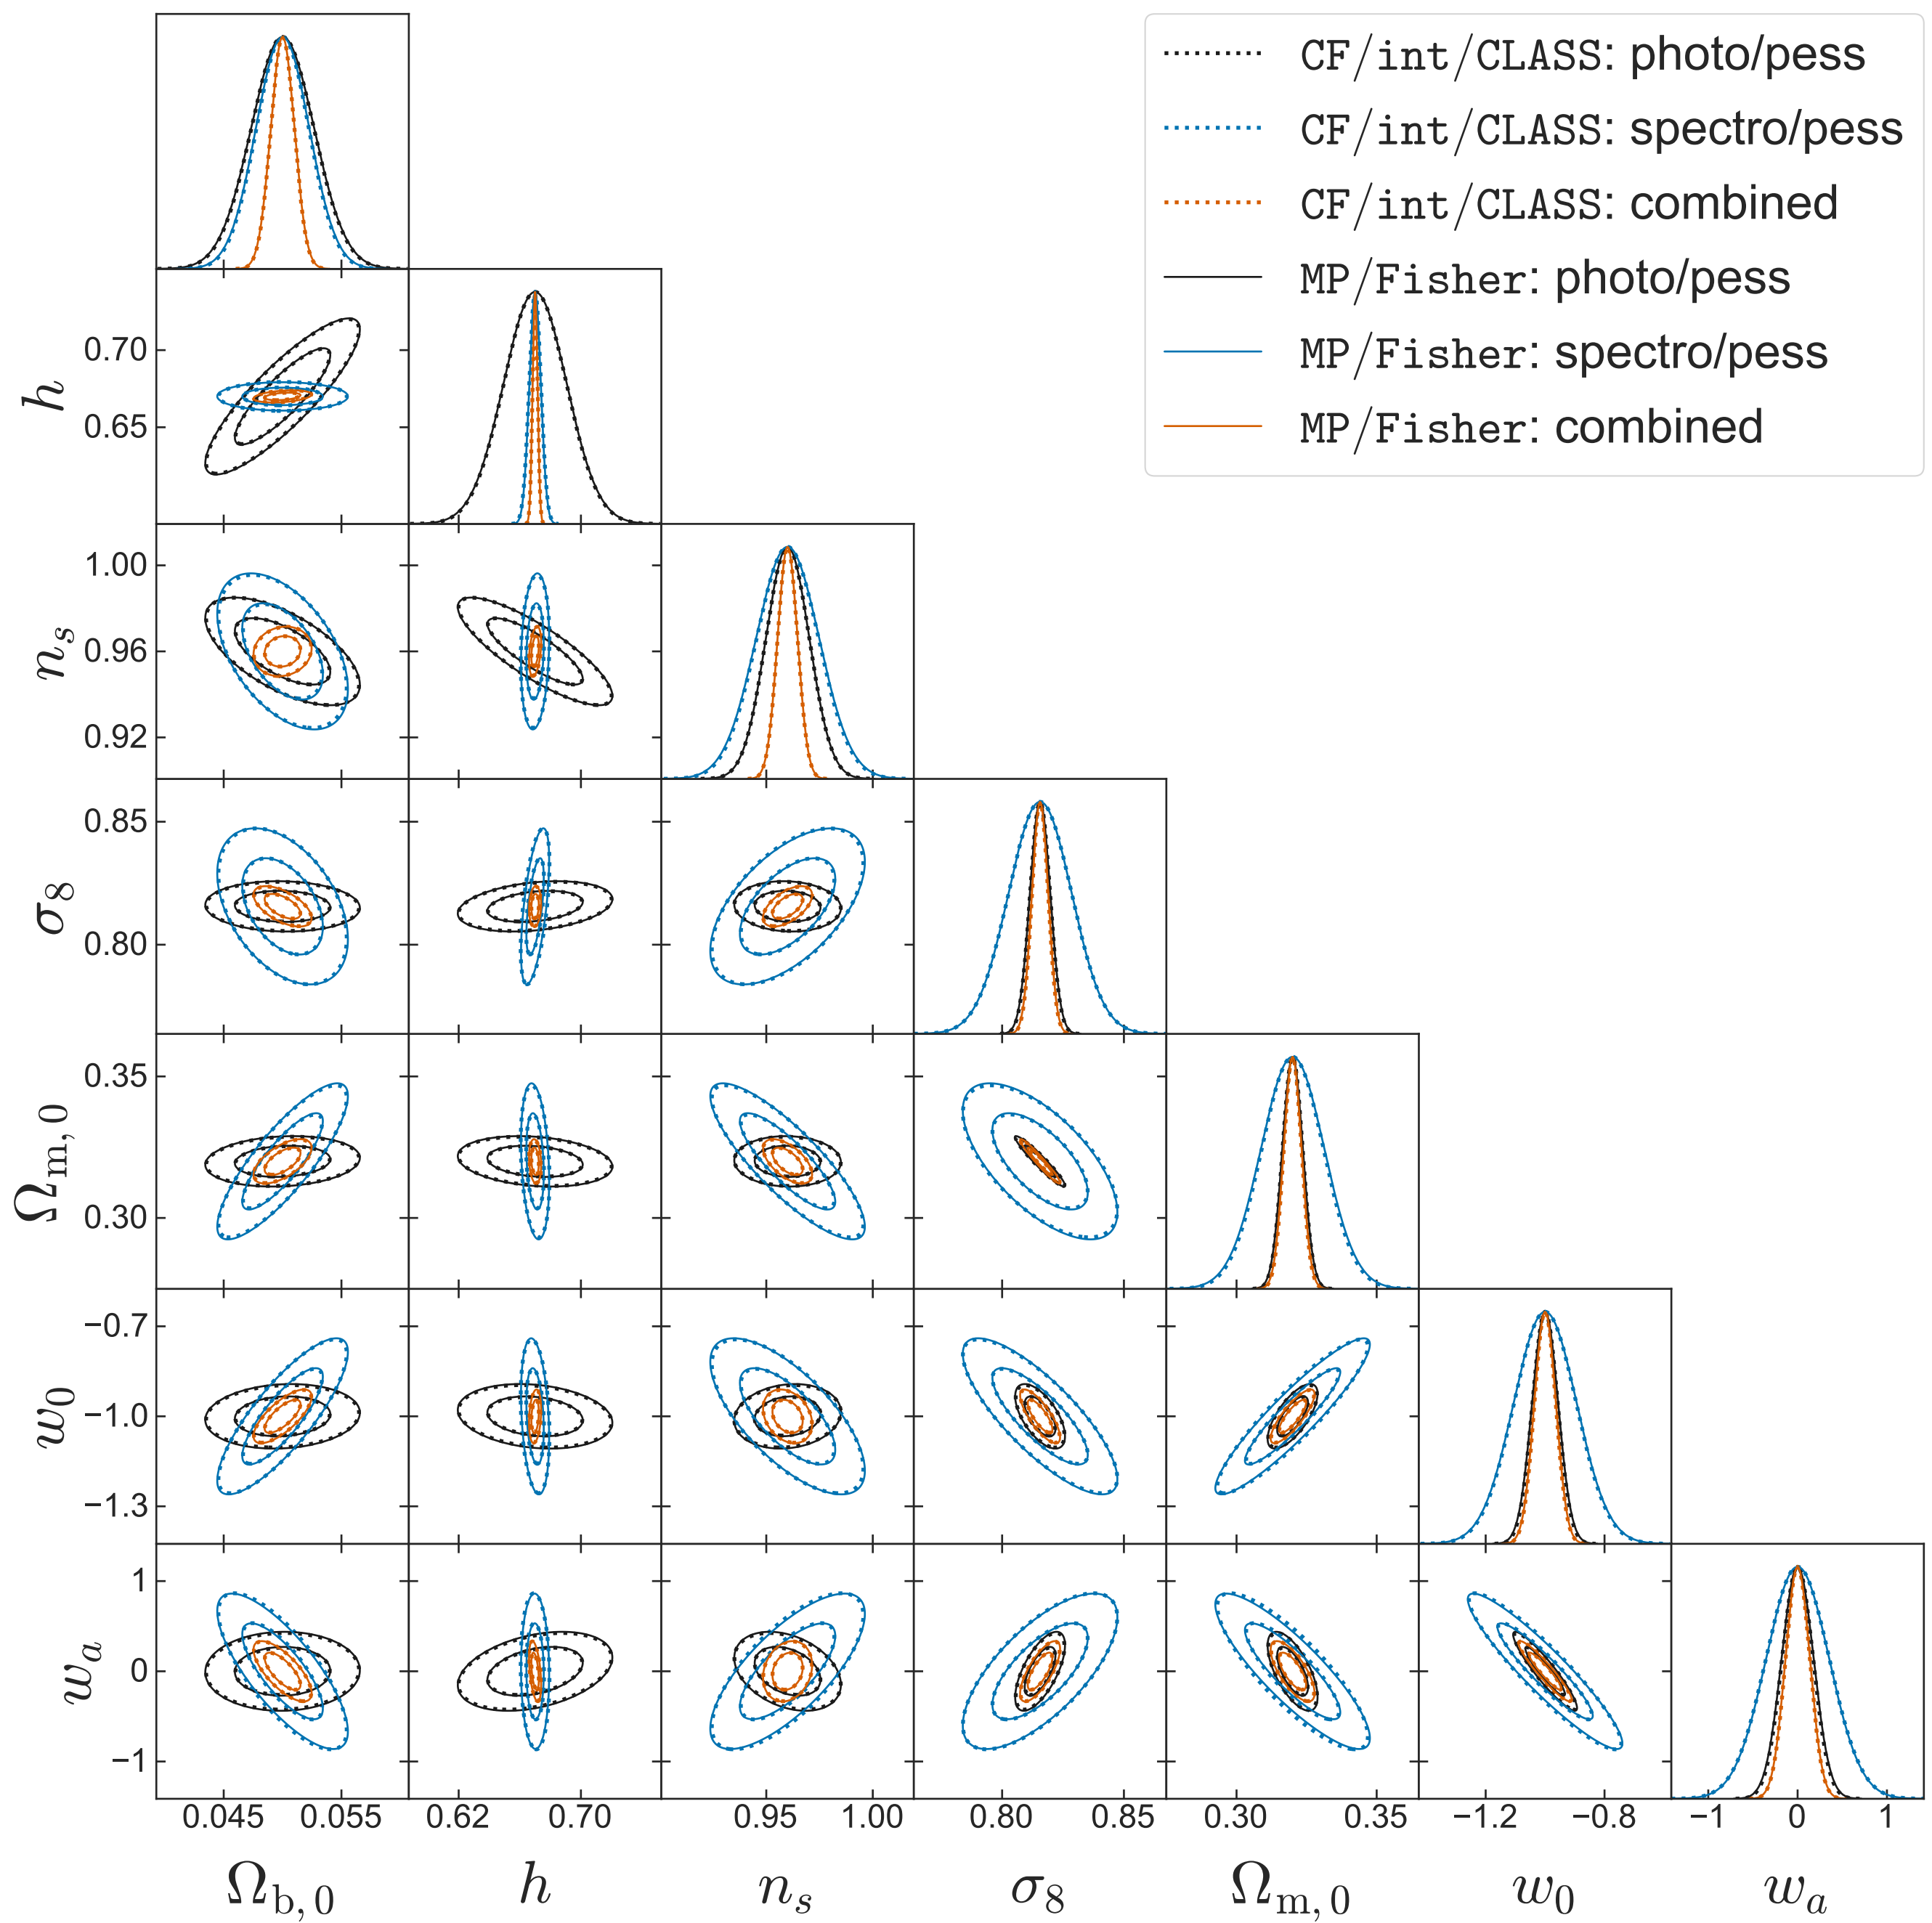 CF/int/CLASS: photo/pess
CF/int/CLASS: spectro/pess
CF/int/CLASS: combined
MP/Fisher: photo/pess
MP/Fisher: spectro/pess
MP/Fisher: combined
h
0.70
0.65
n_s
1.00
0.96
0.92
σ_8
0.85
0.80
Ω_{m,0}
0.35
0.30
w_0
−0.7
−1.0
−1.3
w_a
1
0
−1
0.045 0.055 0.62 0.70 0.95 1.00 0.80 0.85 0.30 0.35 −1.2 −0.8 −1 0 1
Ω_{b,0} h n_s σ_8 Ω_{m,0} w_0 w_a